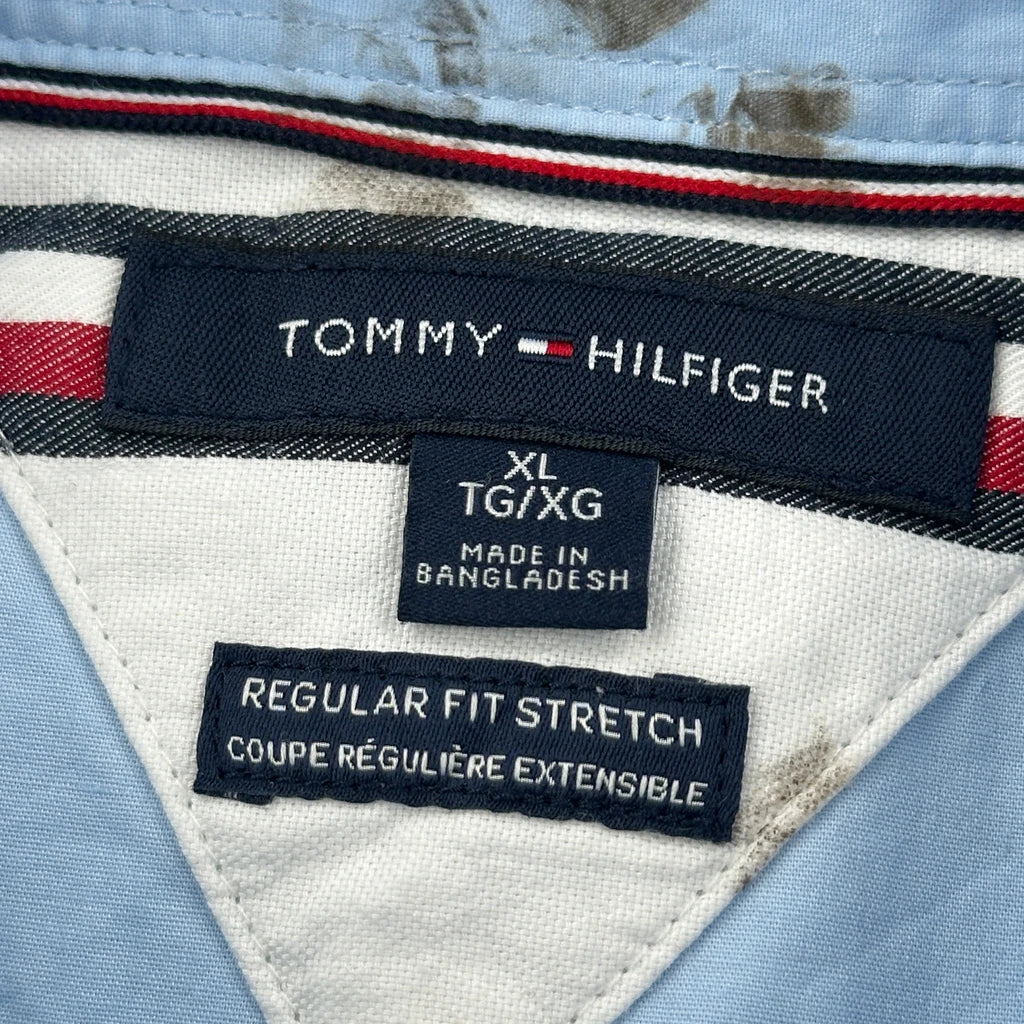 TOMMY HILFIGER
XL
TG/XG
MADE IN
BANGLADESH
REGULAR FIT STRETCH
COUPE RÉGULIÈRE EXTENSIBLE